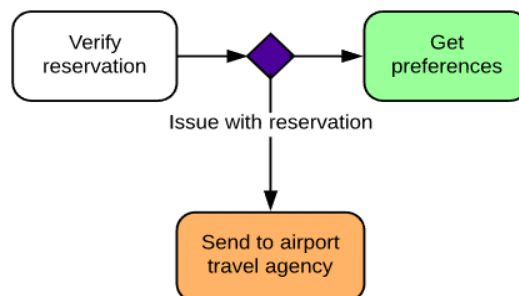 Verify
reservation
Get
preferences
Issue with reservation
Send to airport
travel agency